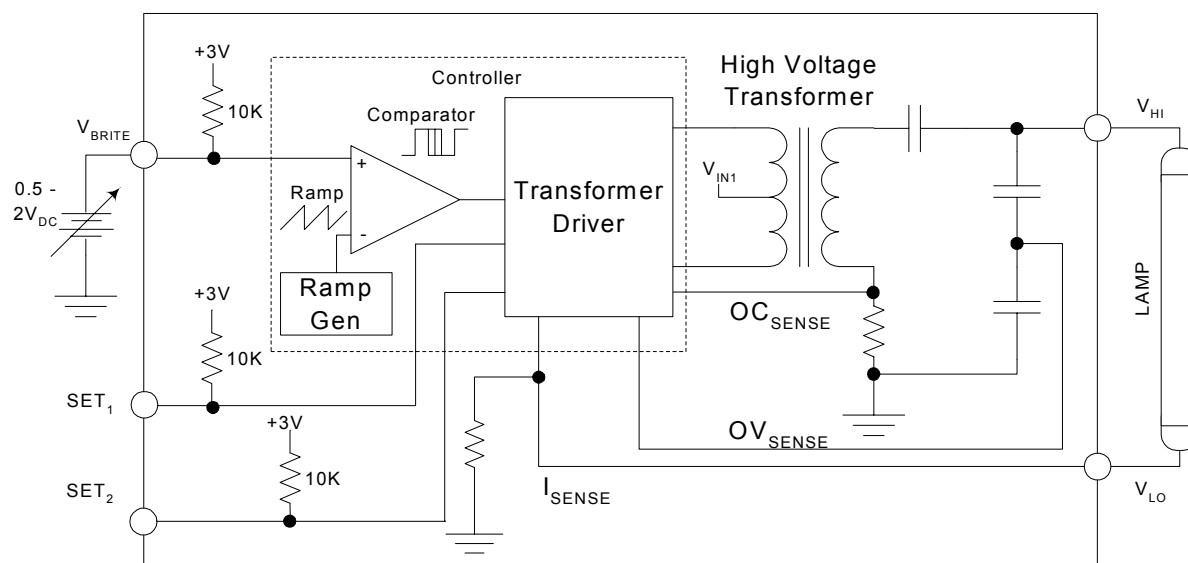 +3V
Controller
High Voltage
Transformer
10K
Comparator
V_BRITE
V_HI
+
V_IN1
0.5 -
2V_DC
Ramp
Transformer
Driver
-
Ramp
Gen
+3V
OC_SENSE
LAMP
10K
SET_1
+3V
OV_SENSE
10K
SET_2
I_SENSE
V_LO